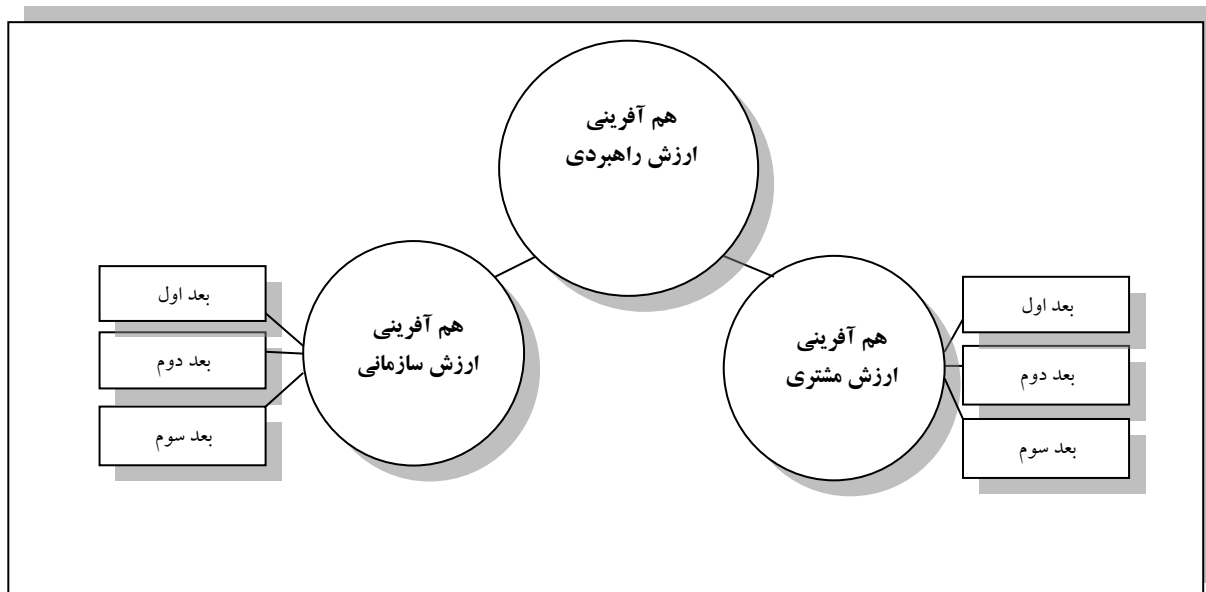 هم آفرینی
ارزش راهبردی
هم آفرینی
ارزش مشتری
بعد اول
بعد دوم
بعد سوم
هم آفرینی
ارزش سازمانی
بعد اول
بعد دوم
بعد سوم